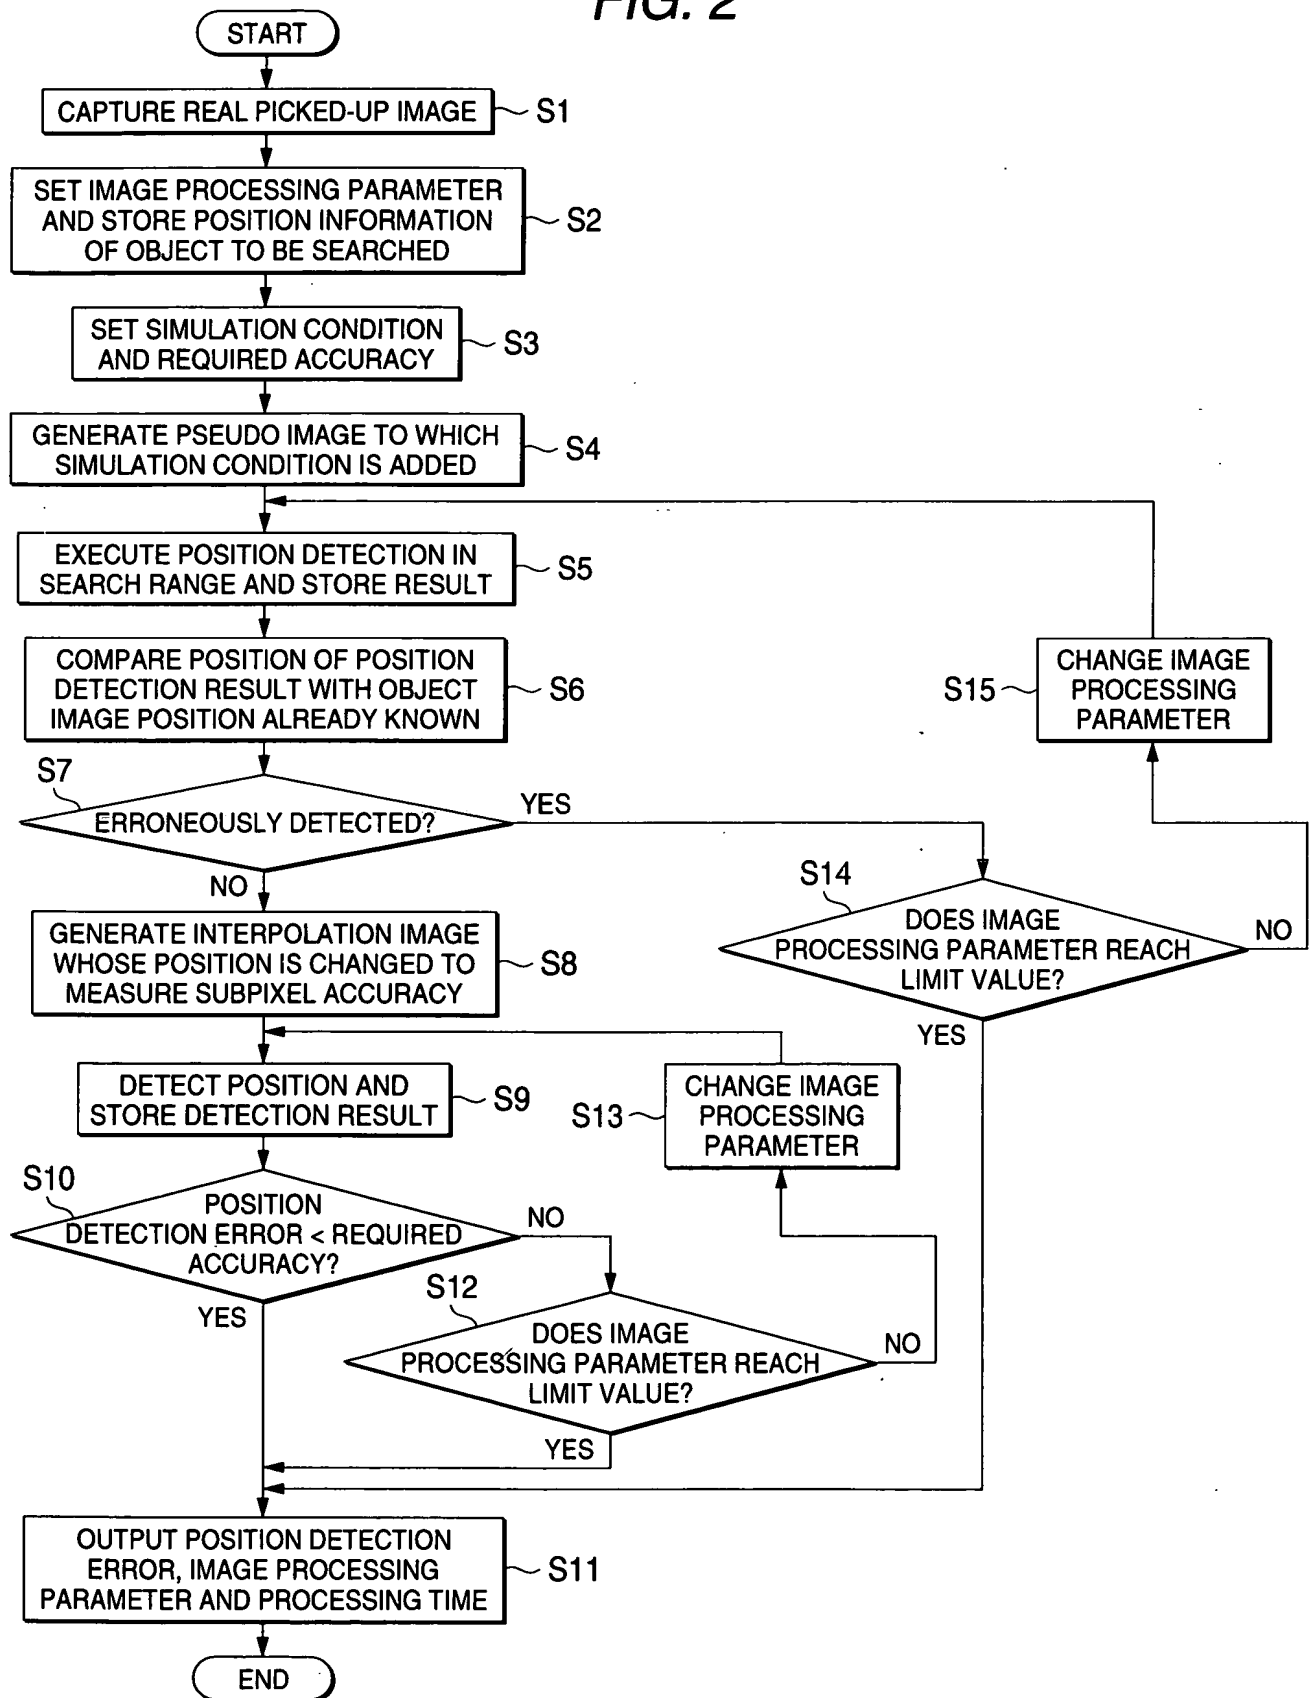 FIG. 2
START
CAPTURE REAL PICKED-UP IMAGE
S1
SET IMAGE PROCESSING PARAMETER
AND STORE POSITION INFORMATION
OF OBJECT TO BE SEARCHED
S2
SET SIMULATION CONDITION
AND REQUIRED ACCURACY
S3
GENERATE PSEUDO IMAGE TO WHICH
SIMULATION CONDITION IS ADDED
S4
EXECUTE POSITION DETECTION IN
SEARCH RANGE AND STORE RESULT
S5
COMPARE POSITION OF POSITION
DETECTION RESULT WITH OBJECT
IMAGE POSITION ALREADY KNOWN
S6
CHANGE IMAGE
PROCESSING
PARAMETER
S15
S7
ERRONEOUSLY DETECTED?
YES
NO
S14
DOES IMAGE
PROCESSING PARAMETER REACH
LIMIT VALUE?
NO
YES
GENERATE INTERPOLATION IMAGE
WHOSE POSITION IS CHANGED TO
MEASURE SUBPIXEL ACCURACY
S8
DETECT POSITION AND
STORE DETECTION RESULT
S9
S13
CHANGE IMAGE
PROCESSING
PARAMETER
S10
POSITION
DETECTION ERROR < REQUIRED
ACCURACY?
NO
YES
S12
DOES IMAGE
PROCESSING PARAMETER REACH
LIMIT VALUE?
NO
YES
OUTPUT POSITION DETECTION
ERROR, IMAGE PROCESSING
PARAMETER AND PROCESSING TIME
S11
END